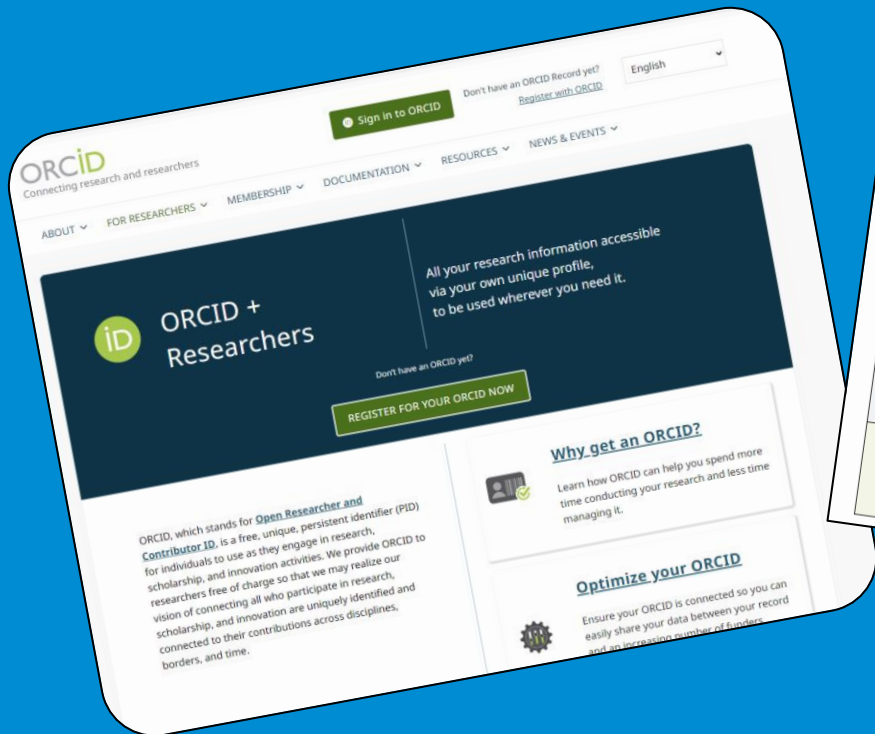 ORCiD
Connecting research and researchers
Sign in to ORCID
Don't have an ORCID Record yet?
Register with ORCID
English
ABOUT
FOR RESEARCHERS
MEMBERSHIP
DOCUMENTATION
RESOURCES
NEWS & EVENTS
iD
ORCID +
Researchers
All your research information accessible
via your own unique profile,
to be used wherever you need it.
Don't have an ORCID yet?
REGISTER FOR YOUR ORCID NOW
ORCID, which stands for Open Researcher and
Contributor ID, is a free, unique, persistent identifier (PID)
for individuals to use as they engage in research,
scholarship, and innovation activities. We provide ORCID to
researchers free of charge so that we may realize our
vision of connecting all who participate in research,
scholarship, and innovation are uniquely identified and
connected to their contributions across disciplines,
borders, and time.
Why get an ORCID?
Learn how ORCID can help you spend more
time conducting your research and less time
managing it.
Optimize your ORCID
Ensure your ORCID is connected so you can
easily share your data between your record
and an increasing number of funders